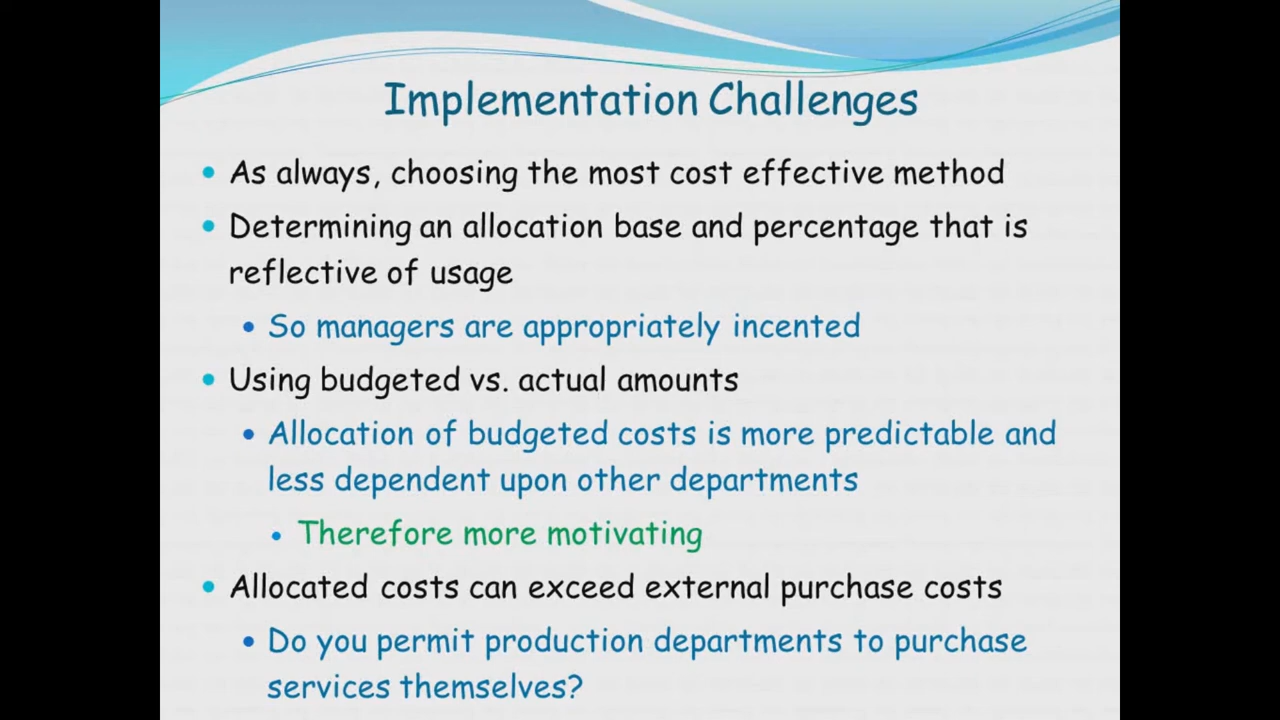 Implementation Challenges
• As always, choosing the most cost effective method
• Determining an allocation base and percentage that is
reflective of usage
• So managers are appropriately incented
• Using budgeted vs. actual amounts
• Allocation of budgeted costs is more predictable and
less dependent upon other departments
• Therefore more motivating
• Allocated costs can exceed external purchase costs
• Do you permit production departments to purchase
services themselves?